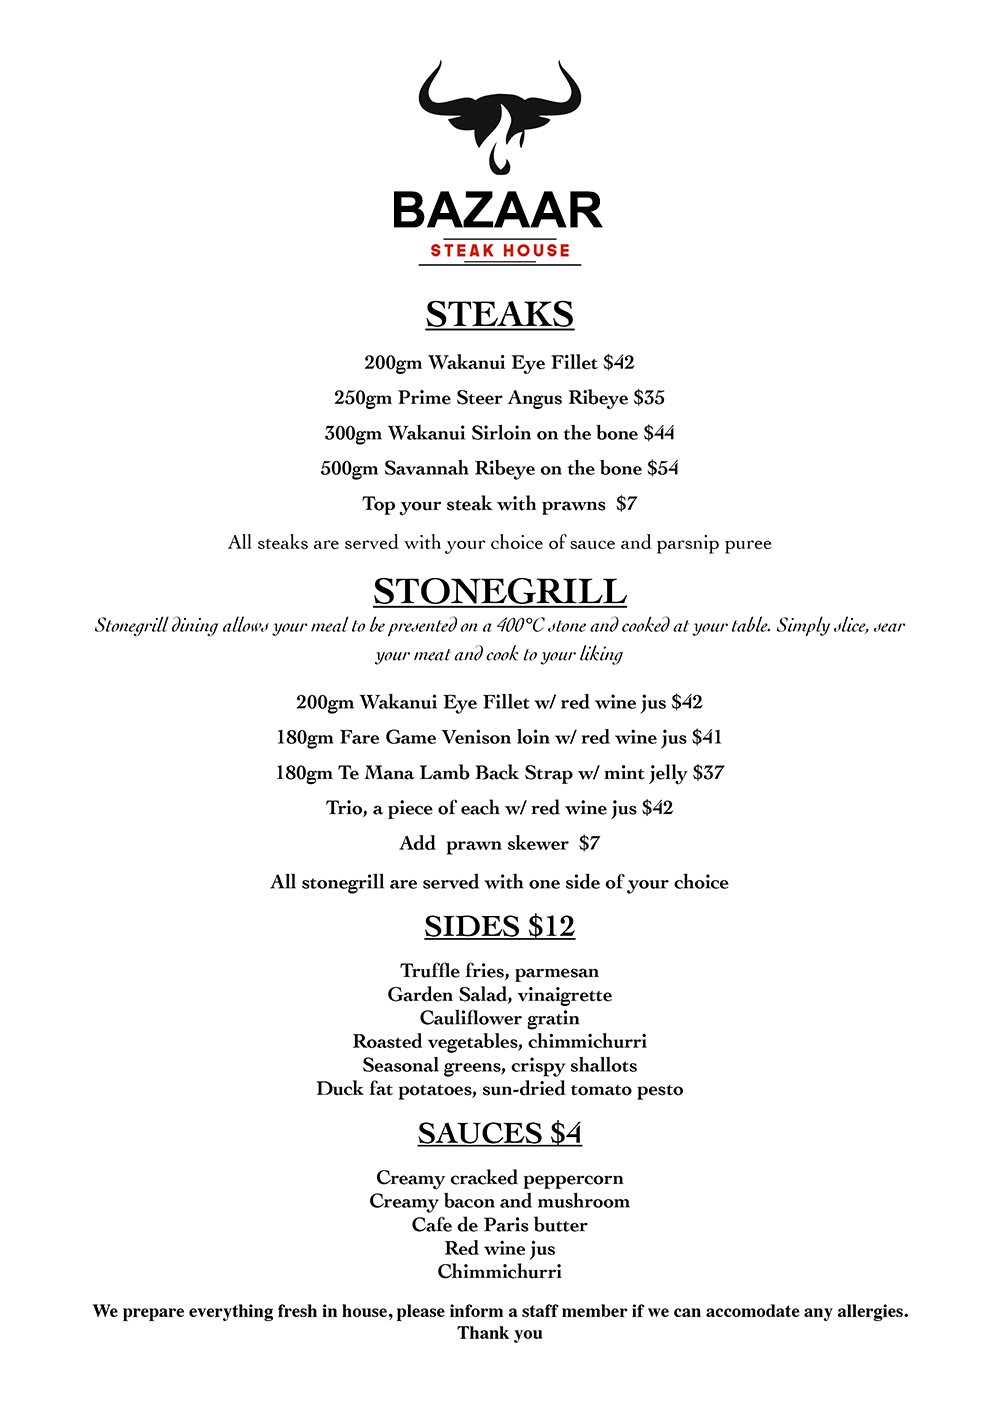 BAZAAR
STEAK HOUSE
STEAKS
200gm Wakanui Eye Fillet $42
250gm Prime Steer Angus Ribeye $35
300gm Wakanui Sirloin on the bone $44
500gm Savannah Ribeye on the bone $54
Top your steak with prawns $7
All steaks are served with your choice of sauce and parsnip puree
STONEGRILL
Stonegrill dining allows your meal to be presented on a 400°C stone and cooked at your table. Simply slice, sear
your meat and cook to your liking
200gm Wakanui Eye Fillet w/ red wine jus $42
180gm Fare Game Venison loin w/ red wine jus $41
180gm Te Mana Lamb Back Strap w/ mint jelly $37
Trio, a piece of each w/ red wine jus $42
Add prawn skewer $7
All stonegrill are served with one side of your choice
SIDES $12
Truffle fries, parmesan
Garden Salad, vinaigrette
Cauliflower gratin
Roasted vegetables, chimmichurri
Seasonal greens, crispy shallots
Duck fat potatoes, sun-dried tomato pesto
SAUCES $4
Creamy cracked peppercorn
Creamy bacon and mushroom
Cafe de Paris butter
Red wine jus
Chimmichurri
We prepare everything fresh in house, please inform a staff member if we can accomodate any allergies.
Thank you